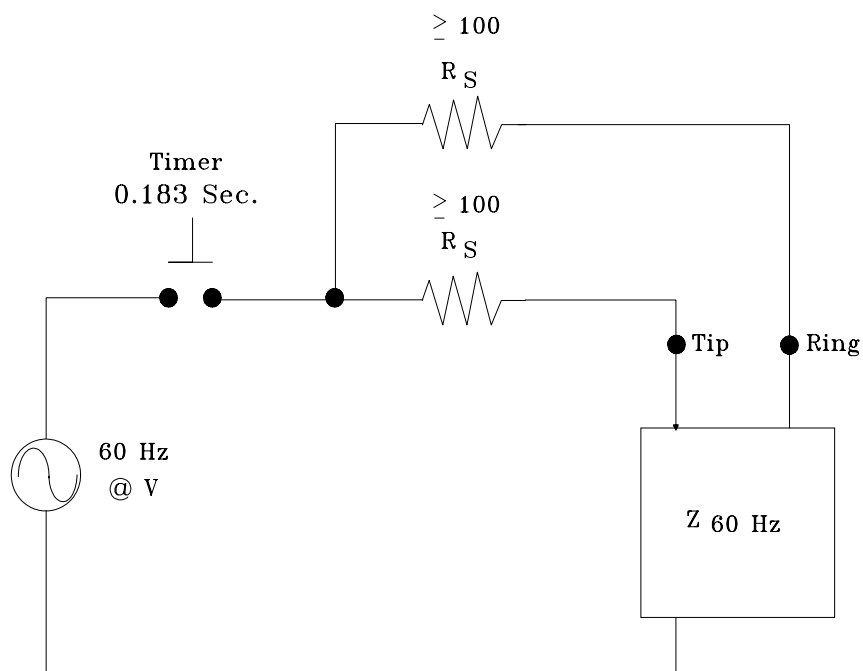 ≥ 100
R S
Timer
0.183 Sec.
≥ 100
R S
Tip
Ring
60 Hz
@ V
Z 60 Hz